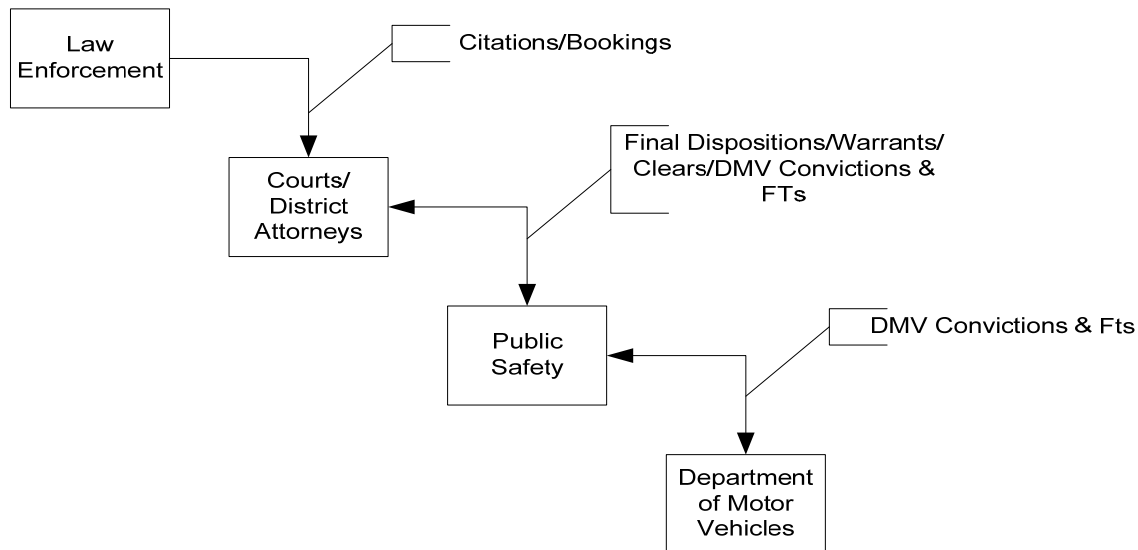 Law
Enforcement
Citations/Bookings
Courts/
District
Attorneys
Final Dispositions/Warrants/
Clears/DMV Convictions &
FTs
Public
Safety
DMV Convictions & Fts
Department
of Motor
Vehicles